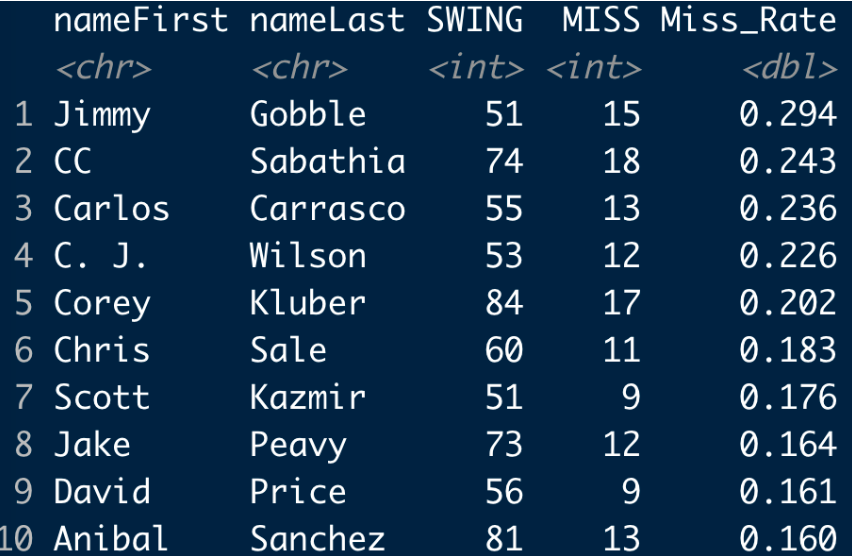 nameFirst nameLast SWING MISS Miss_Rate
<chr> <chr> <int> <int> <dbl>
1 Jimmy Gobble 51 15 0.294
2 CC Sabathia 74 18 0.243
3 Carlos Carrasco 55 13 0.236
4 C. J. Wilson 53 12 0.226
5 Corey Kluber 84 17 0.202
6 Chris Sale 60 11 0.183
7 Scott Kazmir 51 9 0.176
8 Jake Peavy 73 12 0.164
9 David Price 56 9 0.161
10 Anibal Sanchez 81 13 0.160